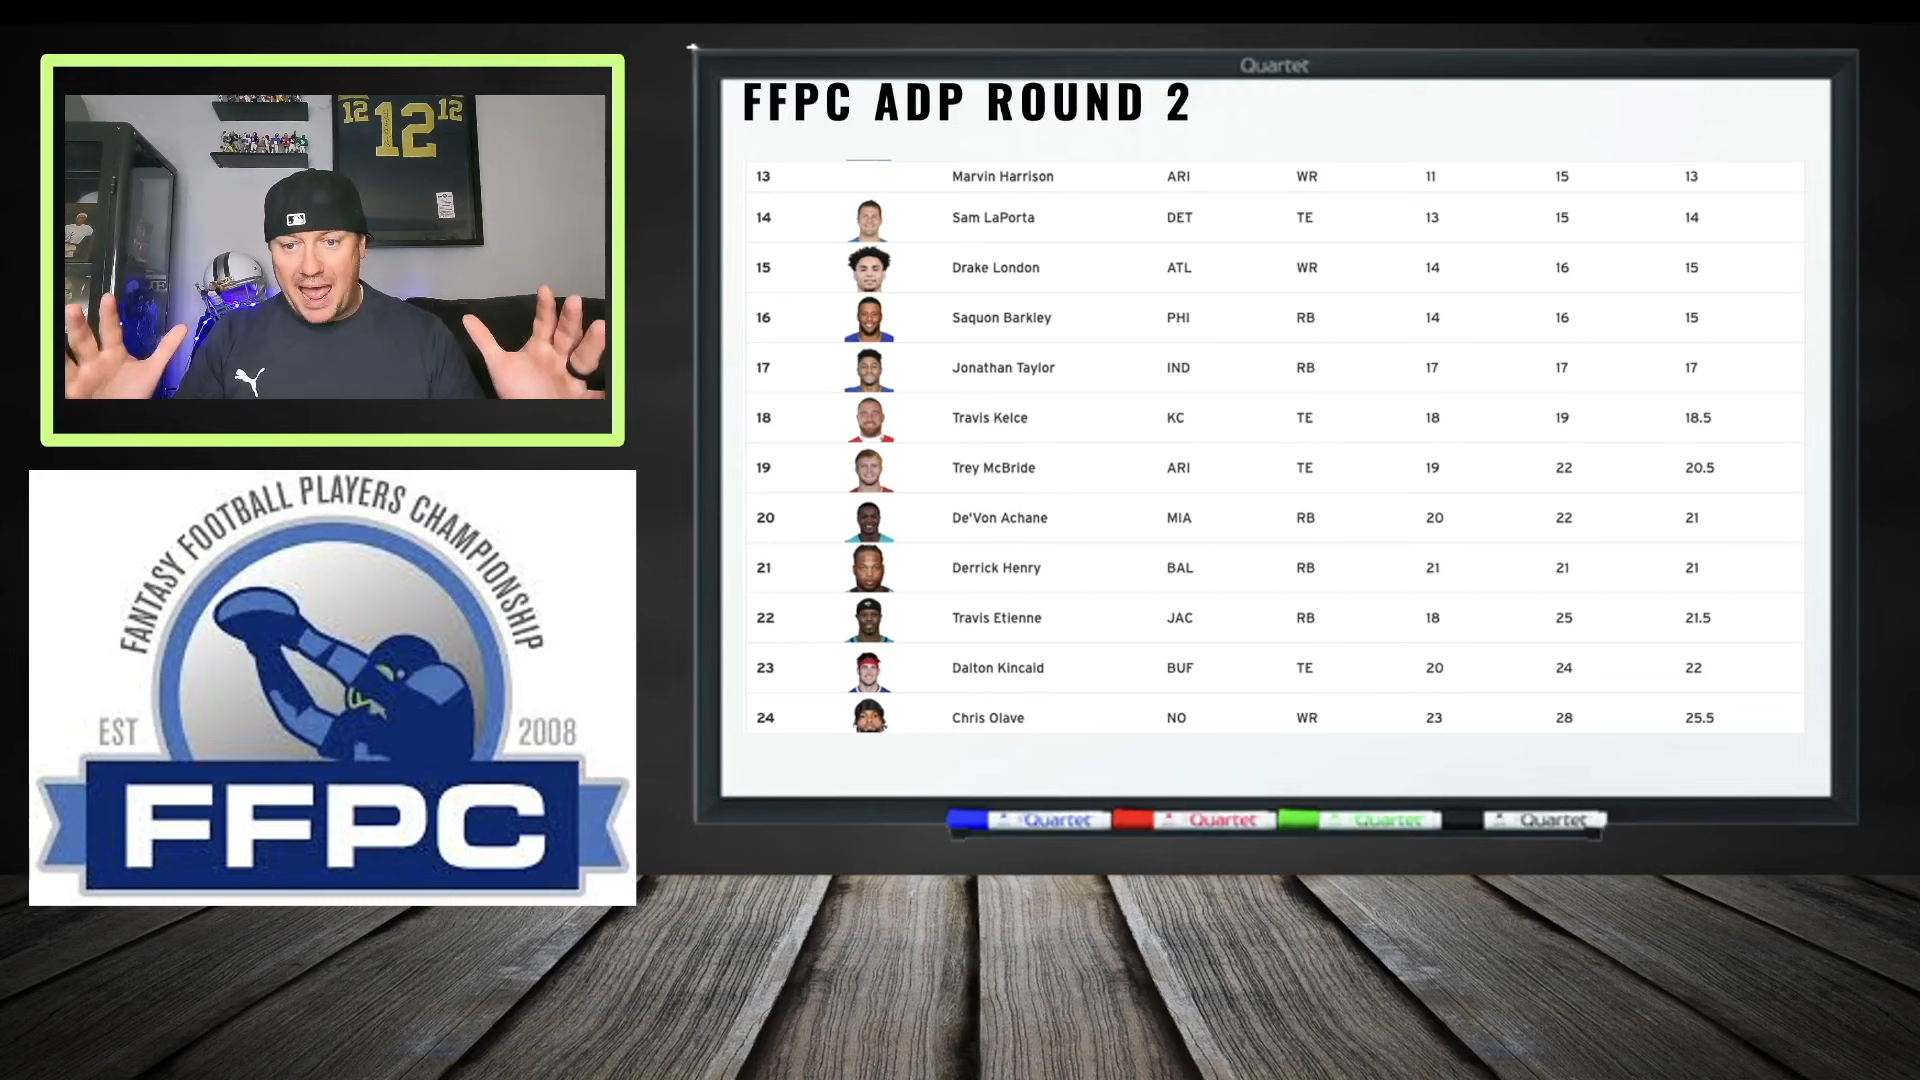 Quartet
FFPC ADP ROUND 2
13 Marvin Harrison ARI WR 11 15 13
14 Sam LaPorta DET TE 13 15 14
15 Drake London ATL WR 14 16 15
16 Saquon Barkley PHI RB 14 16 15
17 Jonathan Taylor IND RB 17 17 17
18 Travis Kelce KC TE 18 19 18.5
19 Trey McBride ARI TE 19 22 20.5
20 De'Von Achane MIA RB 20 22 21
21 Derrick Henry BAL RB 21 21 21
22 Travis Etienne JAC RB 18 25 21.5
23 Dalton Kincaid BUF TE 20 24 22
24 Chris Olave NO WR 23 28 25.5
Quartet Quartet Quartet Quartet
12 12 12
FANTASY FOOTBALL PLAYERS CHAMPIONSHIP
EST 2008
FFPC